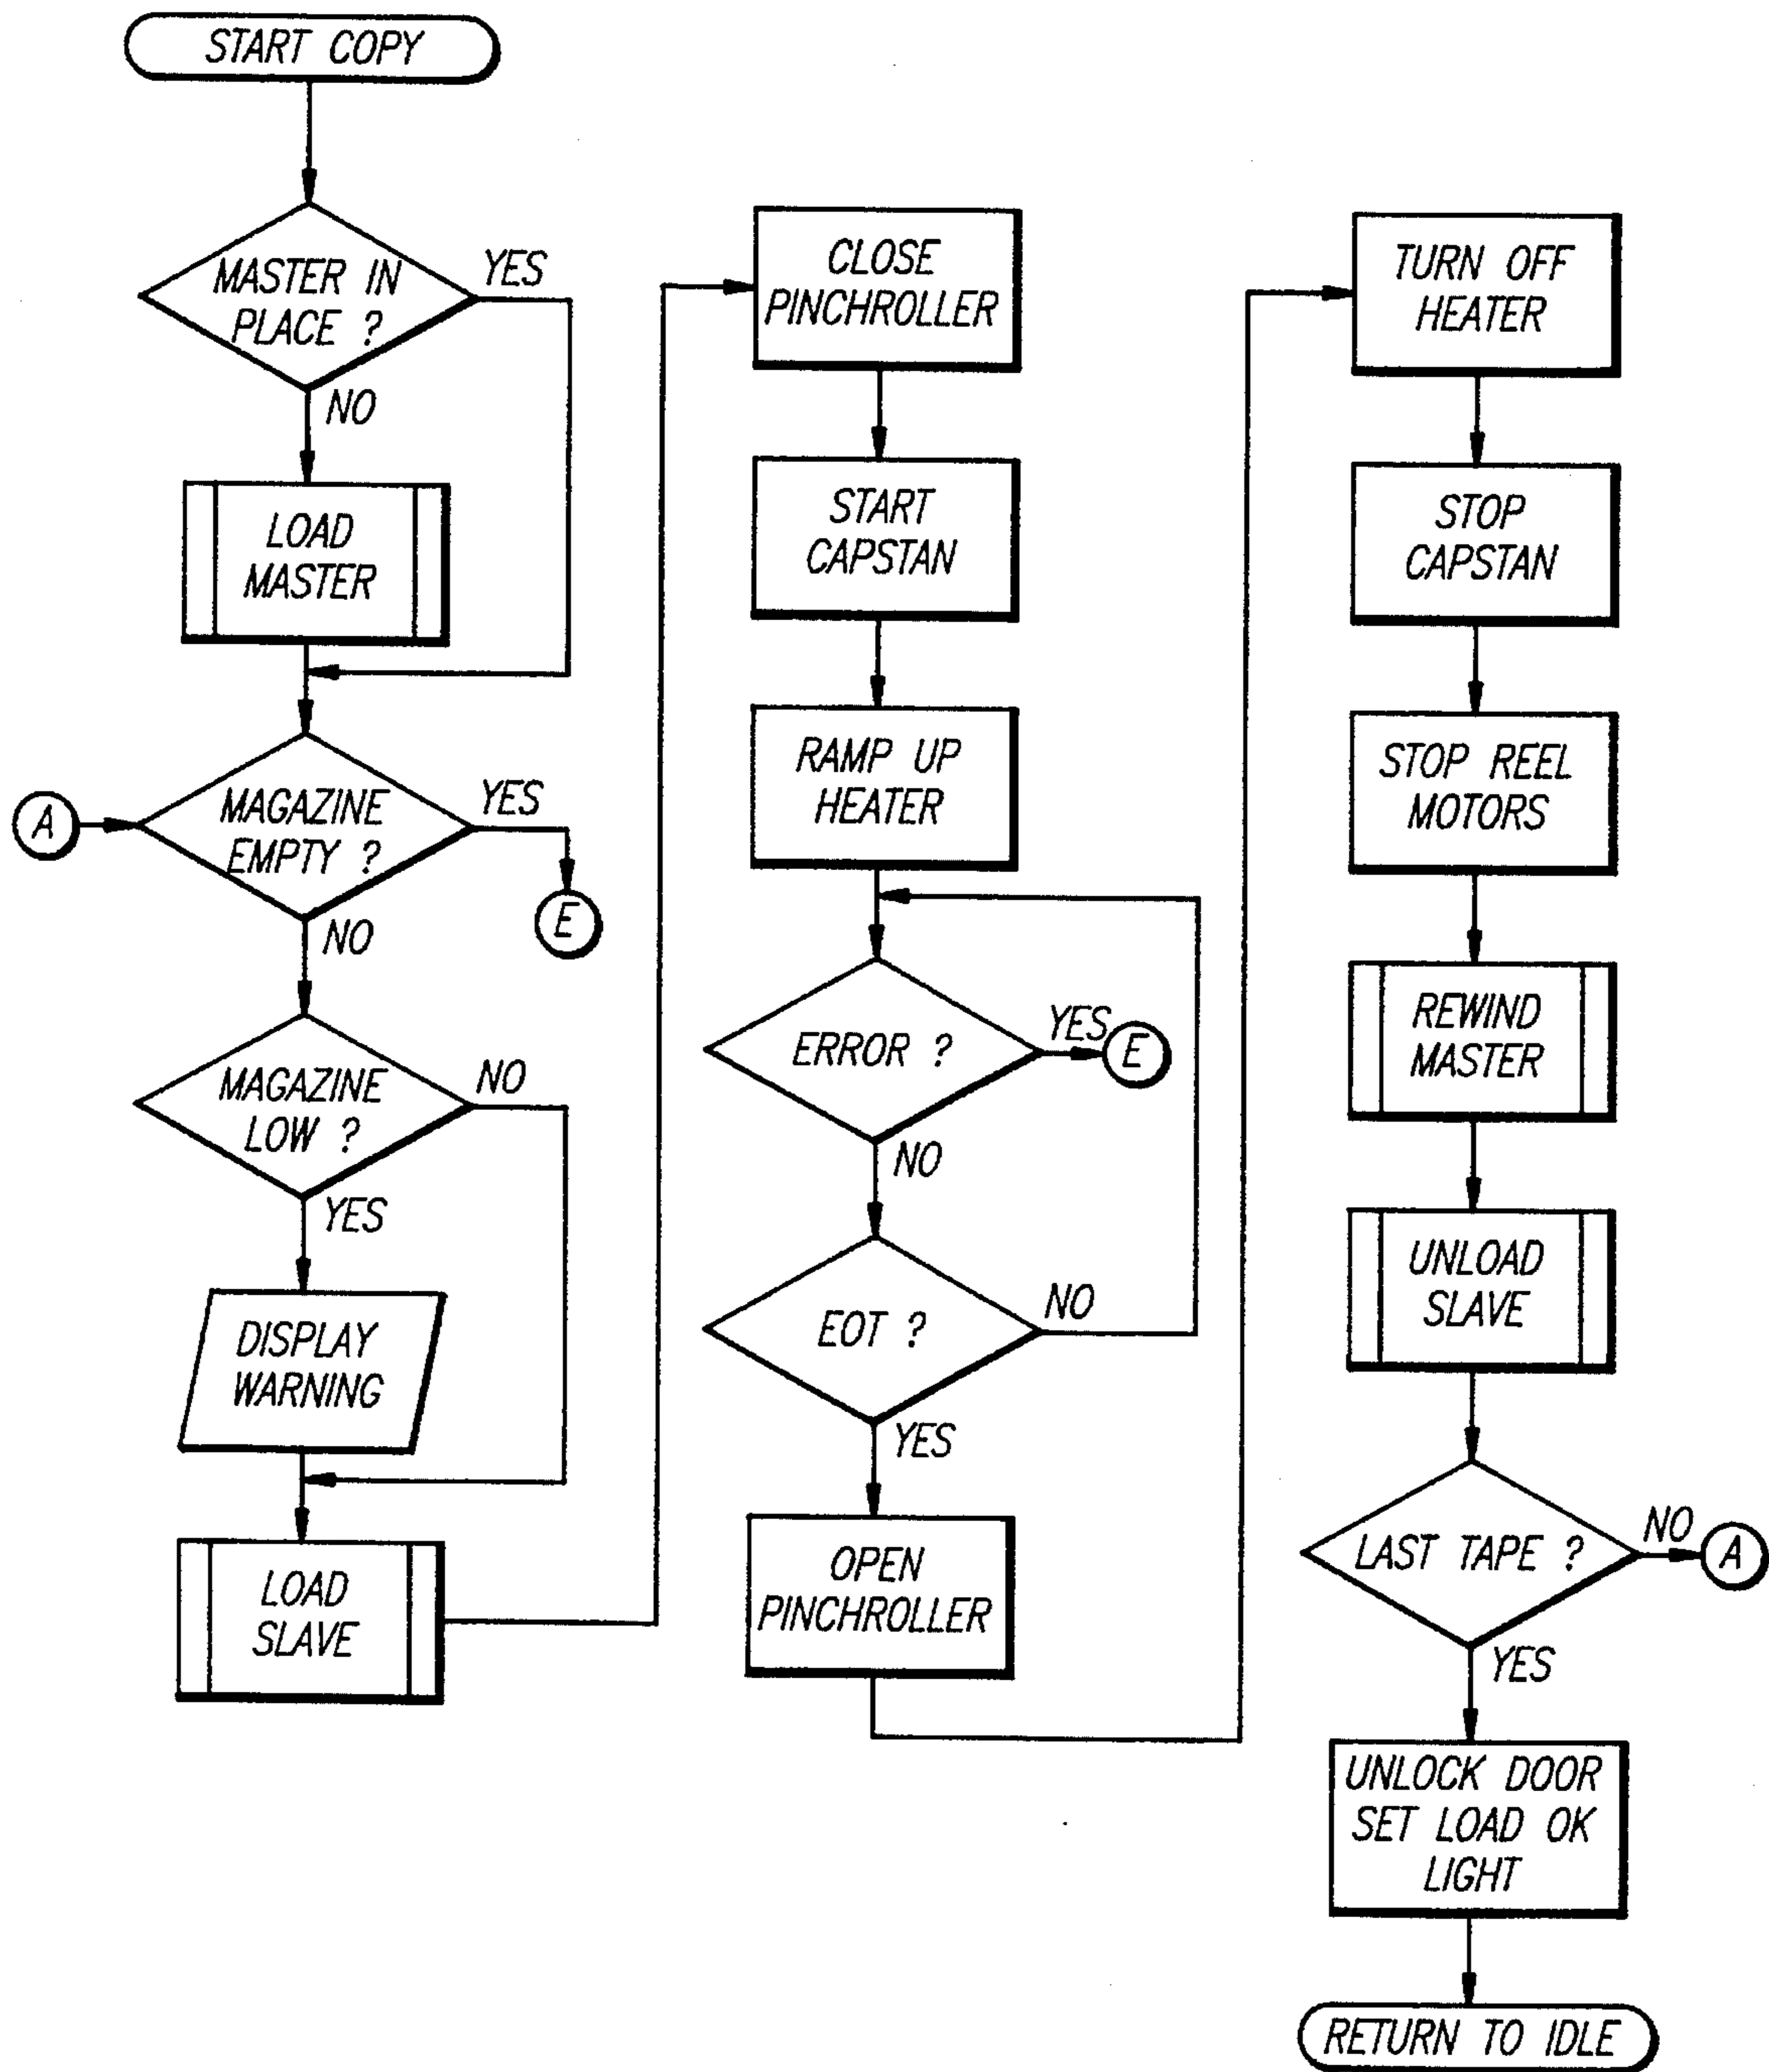 START COPY
MASTER IN
PLACE ?
YES
NO
LOAD
MASTER
A
MAGAZINE
EMPTY ?
YES
E
NO
MAGAZINE
LOW ?
NO
YES
DISPLAY
WARNING
LOAD
SLAVE
CLOSE
PINCHROLLER
START
CAPSTAN
RAMP UP
HEATER
ERROR ?
YES
E
NO
EOT ?
NO
YES
OPEN
PINCHROLLER
TURN OFF
HEATER
STOP
CAPSTAN
STOP REEL
MOTORS
REWIND
MASTER
UNLOAD
SLAVE
LAST TAPE ?
NO
A
YES
UNLOCK DOOR
SET LOAD OK
LIGHT
RETURN TO IDLE